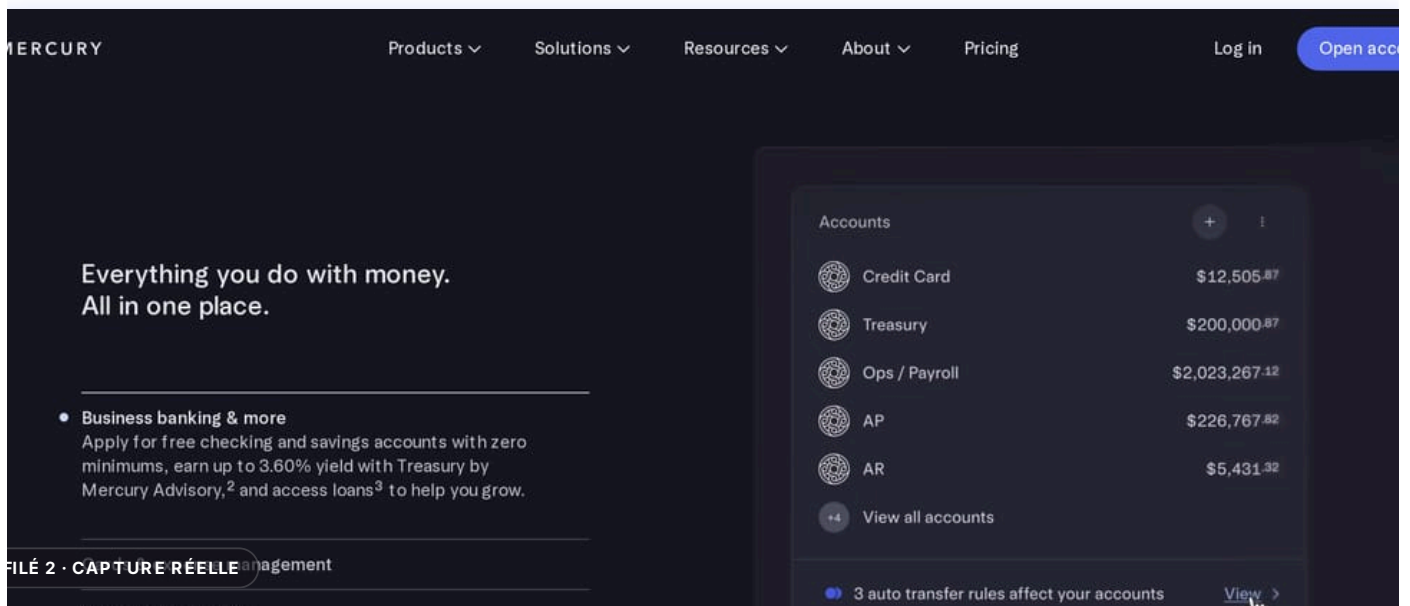 MERCURY
Products
Solutions
Resources
About
Pricing
Log in
Open
Everything you do with money.
All in one place.
Business banking & more
Apply for free checking and savings accounts with zero
minimums, earn up to 3.60% yield with Treasury by
Mercury Advisory,² and access loans³ to help you grow.
FILÉ 2 · CAPTURE RÉELLE
Accounts
+
Credit Card $12,505.87
Treasury $200,000.87
Ops / Payroll $2,023,267.12
AP $226,767.82
AR $5,431.32
+4 View all accounts
3 auto transfer rules affect your accounts View >